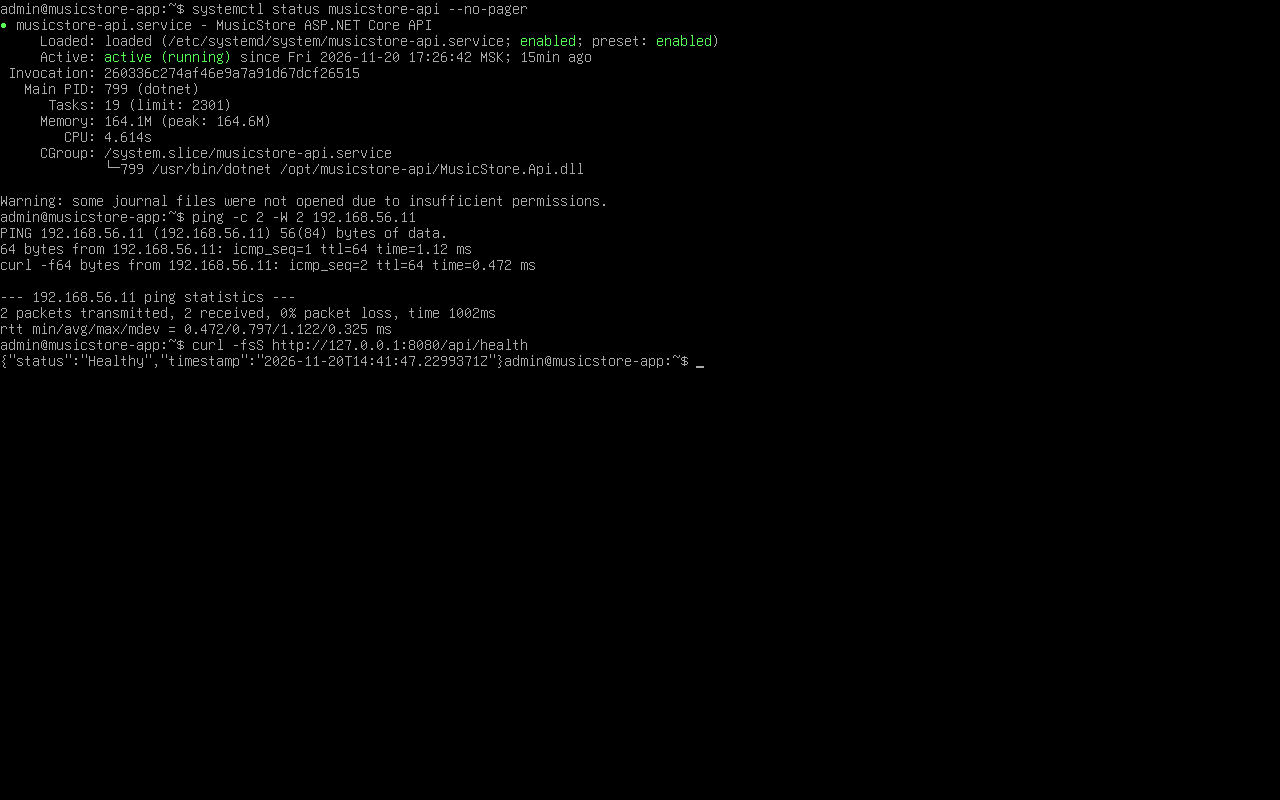 admin@musicstore-app:~$ systemctl status musicstore-api --no-pager
● musicstore-api.service - MusicStore ASP.NET Core API
     Loaded: loaded (/etc/systemd/system/musicstore-api.service; enabled; preset: enabled)
     Active: active (running) since Fri 2026-11-20 17:26:42 MSK; 15min ago
 Invocation: 260336c274af46e9a7a91d67dcf26515
   Main PID: 799 (dotnet)
      Tasks: 19 (limit: 2301)
     Memory: 164.1M (peak: 164.6M)
        CPU: 4.614s
     CGroup: /system.slice/musicstore-api.service
             └─799 /usr/bin/dotnet /opt/musicstore-api/MusicStore.Api.dll

Warning: some journal files were not opened due to insufficient permissions.
admin@musicstore-app:~$ ping -c 2 -W 2 192.168.56.11
PING 192.168.56.11 (192.168.56.11) 56(84) bytes of data.
64 bytes from 192.168.56.11: icmp_seq=1 ttl=64 time=1.12 ms
curl -f64 bytes from 192.168.56.11: icmp_seq=2 ttl=64 time=0.472 ms

--- 192.168.56.11 ping statistics ---
2 packets transmitted, 2 received, 0% packet loss, time 1002ms
rtt min/avg/max/mdev = 0.472/0.797/1.122/0.325 ms
admin@musicstore-app:~$ curl -fsS http://127.0.0.1:8080/api/health
{"status":"Healthy","timestamp":"2026-11-20T14:41:47.2299371Z"}admin@musicstore-app:~$ _